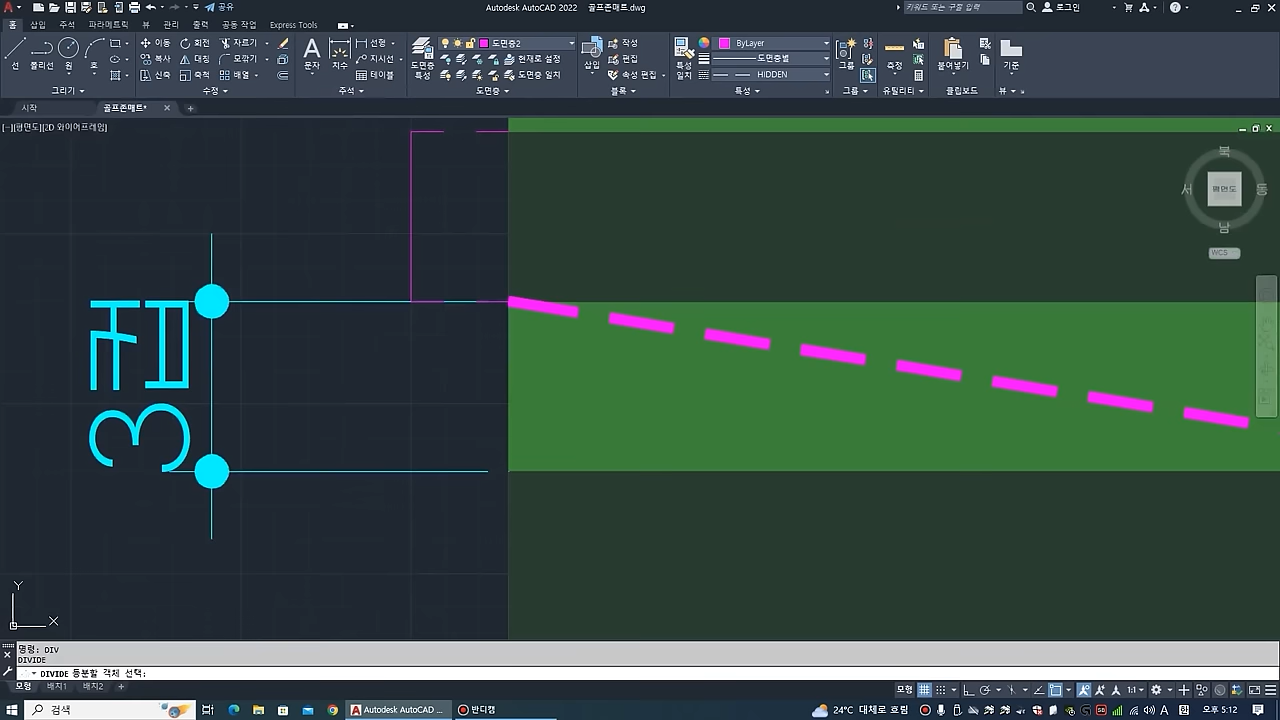 공유
Autodesk AutoCAD 2022 골프존매트.dwg
키워드 또는 구절 입력
로그인
홈 삽입 주석 파라메트릭 뷰 관리 출력 공동 작업 Express Tools
선 폴리선 원 호
이동 회전 자르기
복사 대칭 모깎기
신축 축척 배열
문자 치수
선형
지시선
테이블
도면층 특성
도면층2
현재로 설정
도면층 일치
삽입
작성
편집
속성 편집
특성 일치
ByLayer
도면층별
HIDDEN
그룹 측정 붙여넣기 기준
그리기 수정 주석 도면층 블록 특성 그룹 유틸리티 클립보드 뷰
시작 골프존매트*
[-][평면도][2D 와이어프레임]
북
서 평면도 동
남
WCS
Y
X
명령: DIV
DIVIDE
DIVIDE 등분할 객체 선택:
모형 배치1 배치2
모형 1:1
검색
Autodesk AutoCAD ... 반디캠
24°C 대체로 흐림
오후 5:12